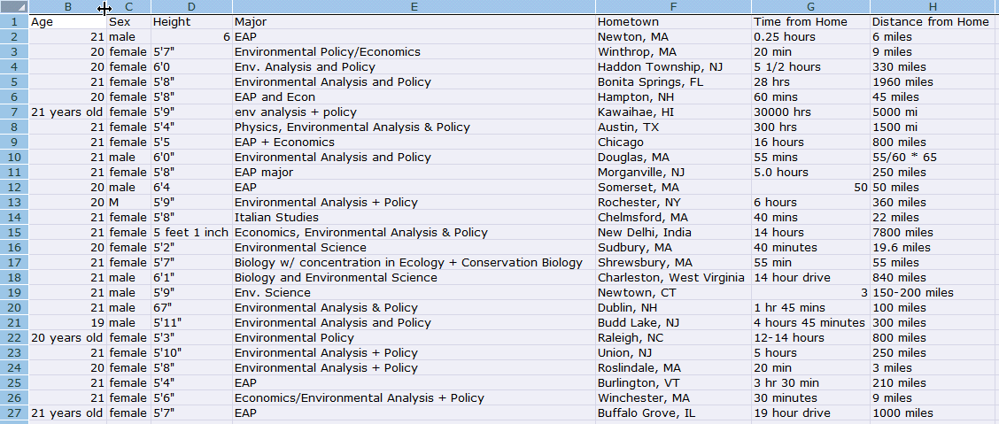 B C D E F G H
1 Age Sex Height Major Hometown Time from Home Distance from Home
2 21 male 6 EAP Newton, MA 0.25 hours 6 miles
3 20 female 5'7" Environmental Policy/Economics Winthrop, MA 20 min 9 miles
4 20 female 6'0 Env. Analysis and Policy Haddon Township, NJ 5 1/2 hours 330 miles
5 21 female 5'8" Environmental Analysis and Policy Bonita Springs, FL 28 hrs 1960 miles
6 20 female 5'8" EAP and Econ Hampton, NH 60 mins 45 miles
7 21 years old female 5'9" env analysis + policy Kawaihae, HI 30000 hrs 5000 mi
8 21 female 5'4" Physics, Environmental Analysis & Policy Austin, TX 300 hrs 1500 mi
9 21 female 5'5 EAP + Economics Chicago 16 hours 800 miles
10 21 male 6'0" Environmental Analysis and Policy Douglas, MA 55 mins 55/60 * 65
11 21 female 5'8" EAP major Morganville, NJ 5.0 hours 250 miles
12 20 male 6'4 EAP Somerset, MA 50 50 miles
13 20 M 5'9" Environmental Analysis + Policy Rochester, NY 6 hours 360 miles
14 21 female 5'8" Italian Studies Chelmsford, MA 40 mins 22 miles
15 21 female 5 feet 1 inch Economics, Environmental Analysis & Policy New Delhi, India 14 hours 7800 miles
16 20 female 5'2" Environmental Science Sudbury, MA 40 minutes 19.6 miles
17 21 female 5'7" Biology w/ concentration in Ecology + Conservation Biology Shrewsbury, MA 55 min 55 miles
18 21 male 6'1" Biology and Environmental Science Charleston, West Virginia 14 hour drive 840 miles
19 21 male 5'9" Env. Science Newtown, CT 3 150-200 miles
20 21 male 67" Environmental Analysis & Policy Dublin, NH 1 hr 45 mins 100 miles
21 19 male 5'11" Environmental Analysis and Policy Budd Lake, NJ 4 hours 45 minutes 300 miles
22 20 years old female 5'3" Environmental Policy Raleigh, NC 12-14 hours 800 miles
23 21 female 5'10" Environmental Analysis + Policy Union, NJ 5 hours 250 miles
24 20 female 5'8" Environmental Analysis + Policy Roslindale, MA 20 min 3 miles
25 21 female 5'4" EAP Burlington, VT 3 hr 30 min 210 miles
26 21 female 5'6" Economics/Environmental Analysis + Policy Winchester, MA 30 minutes 9 miles
27 21 years old female 5'7" EAP Buffalo Grove, IL 19 hour drive 1000 miles